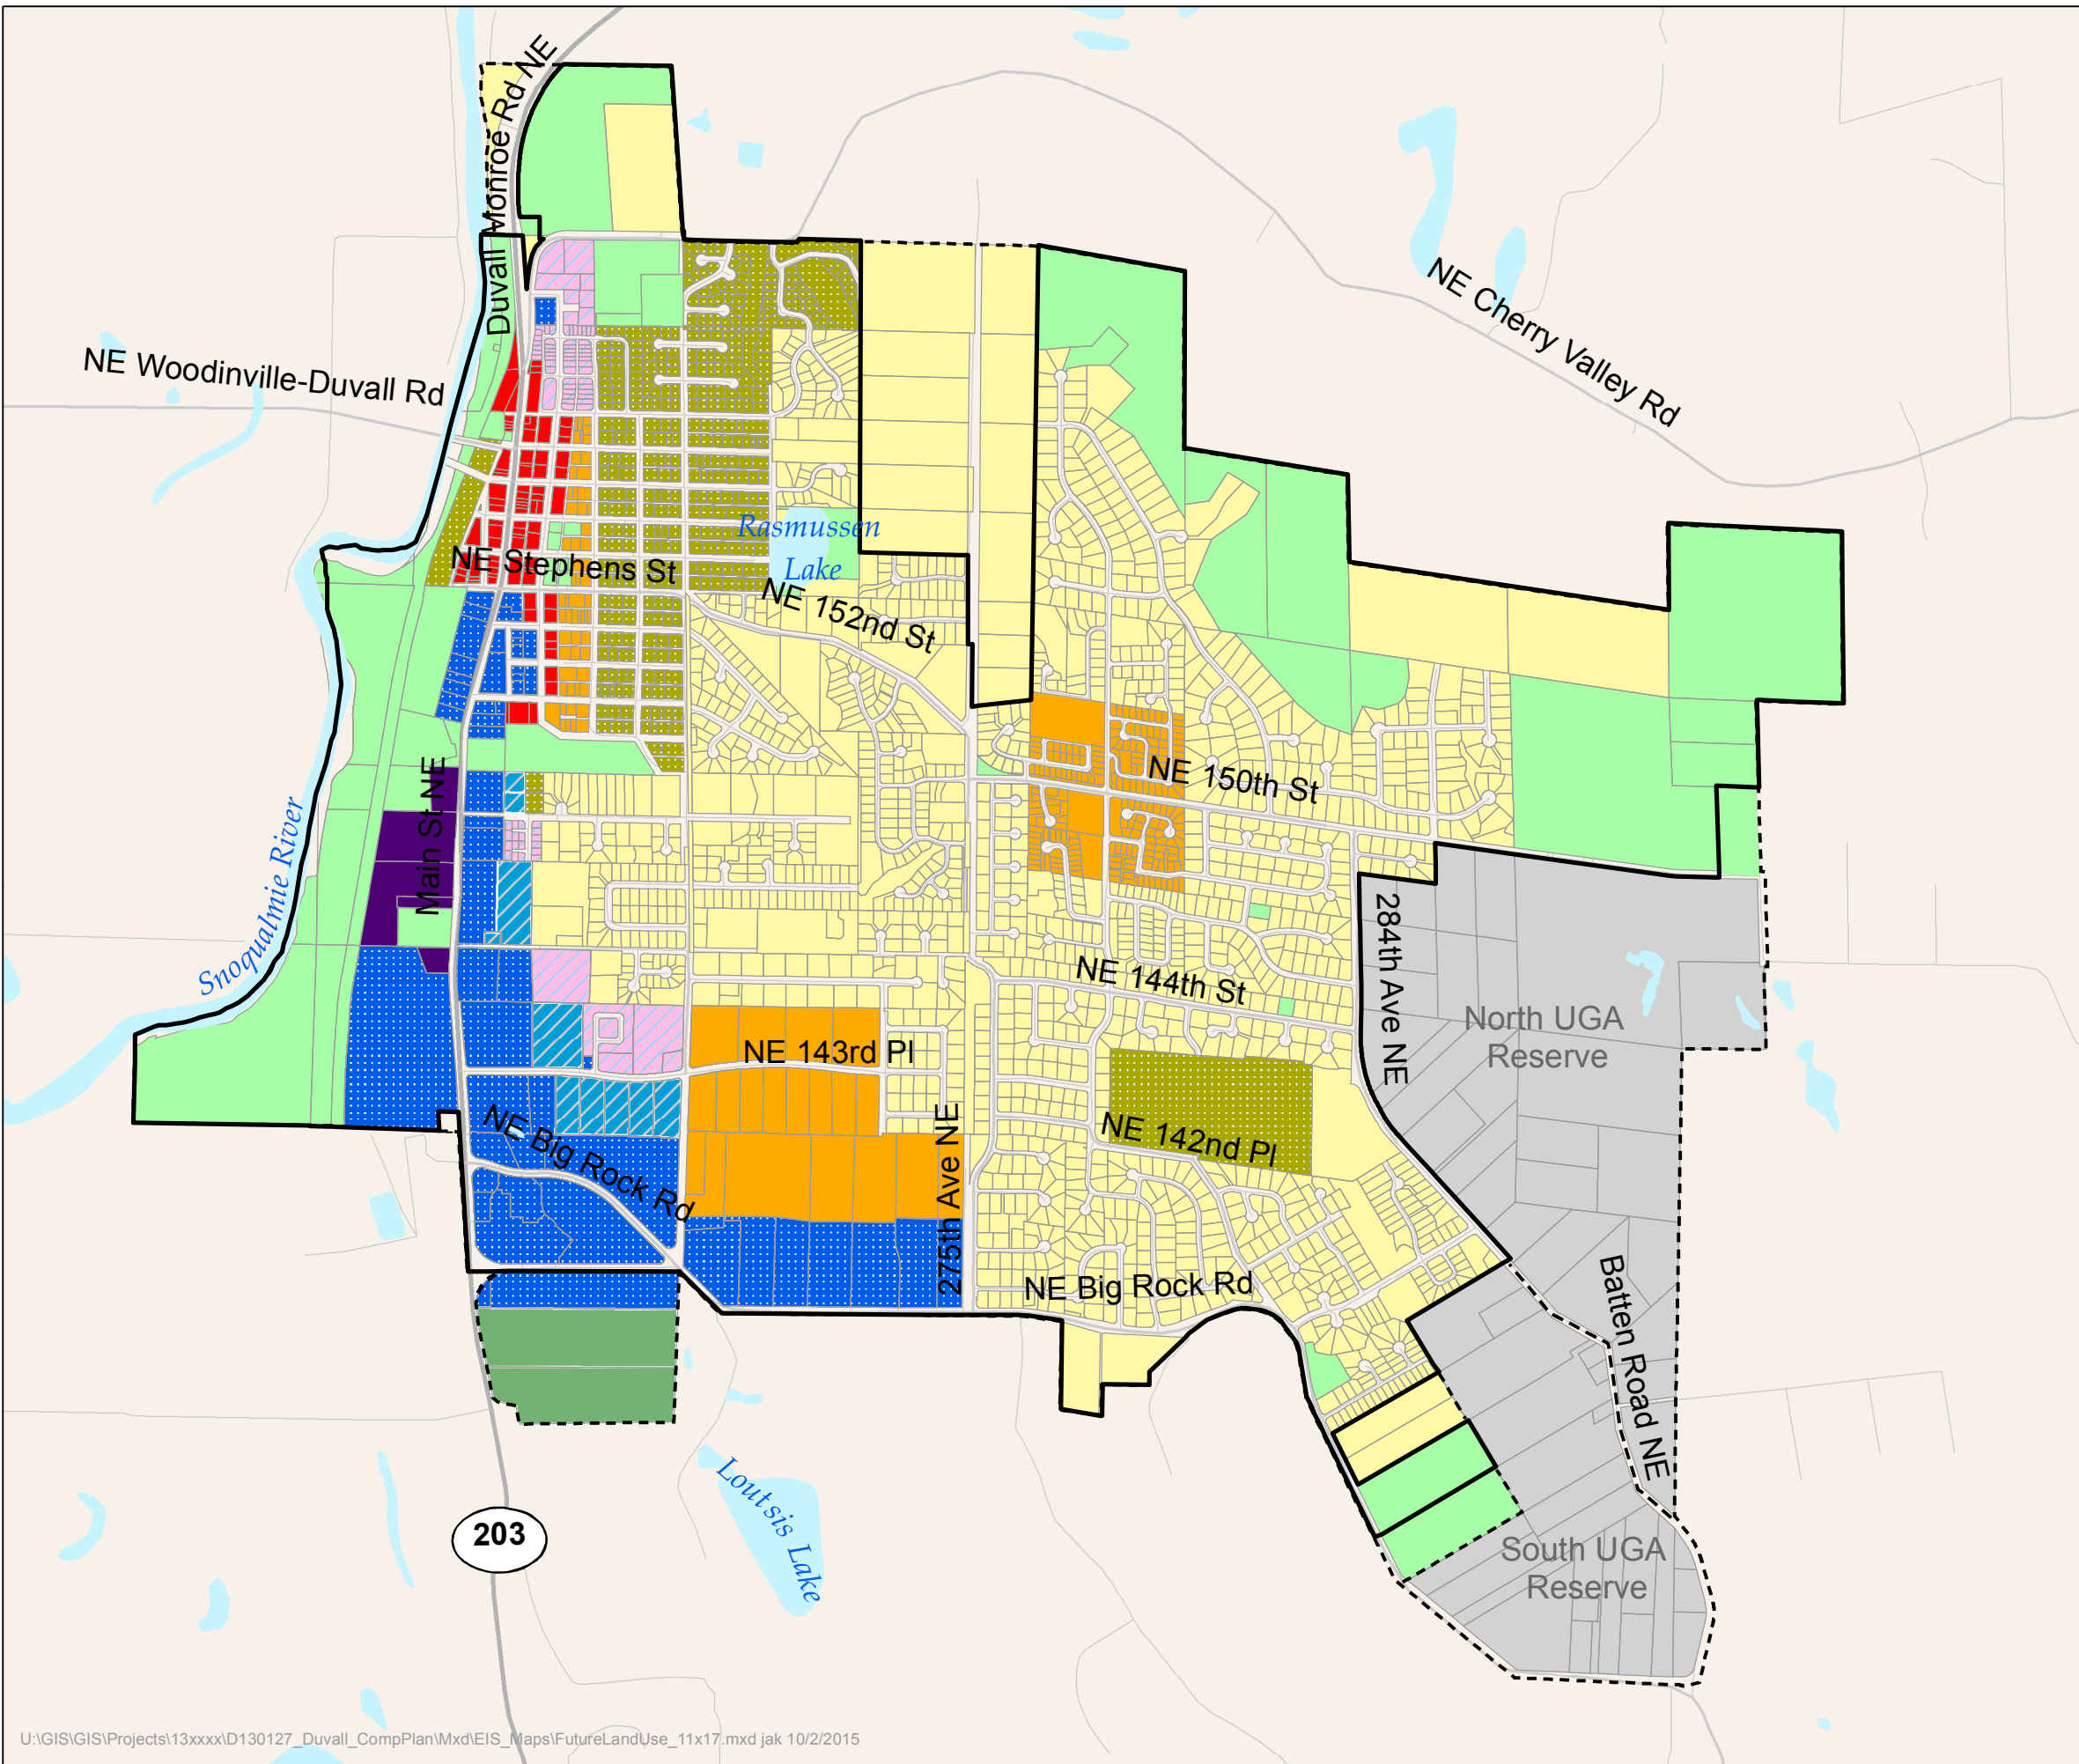 Duvall Monroe Rd NE
NE Cherry Valley Rd
NE Woodinville-Duvall Rd
Rasmussen
Lake
NE Stephens St
NE 152nd St
NE 150th St
Main St NE
Snoqualmie River
284th Ave NE
NE 144th St
North UGA
Reserve
NE 143rd Pl
NE Big Rock Rd
275th Ave NE
NE 142nd Pl
NE Big Rock Rd
Batten Road NE
Loutsis Lake
203
South UGA
Reserve
U:\GIS\GIS\Projects\13xxxx\D130127_Duvall_CompPlan\Mxd\EIS_Maps\FutureLandUse_11x17.mxd jak 10/2/2015